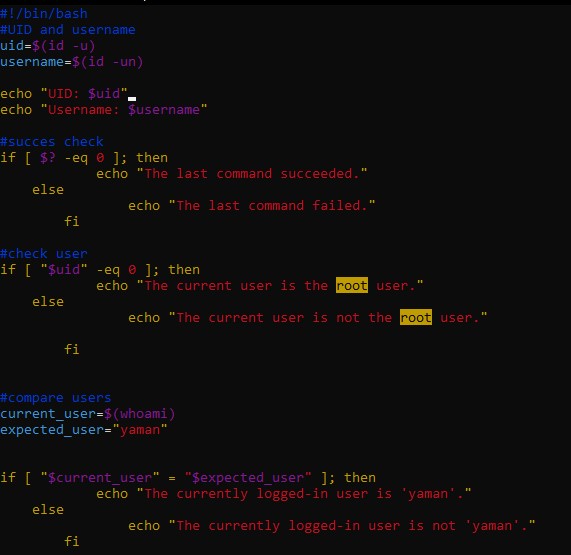 #!/bin/bash
#UID and username
uid=$(id -u)
username=$(id -un)
echo "UID: $uid"
echo "Username: $username"
#succes check
if [ $? -eq 0 ]; then
echo "The last command succeeded."
else
echo "The last command failed."
fi
#check user
if [ "$uid" -eq 0 ]; then
echo "The current user is the root user."
else
echo "The current user is not the root user."
fi
#compare users
current_user=$(whoami)
expected_user="yaman"
if [ "$current_user" = "$expected_user" ]; then
echo "The currently logged-in user is 'yaman'."
else
echo "The currently logged-in user is not 'yaman'."
fi